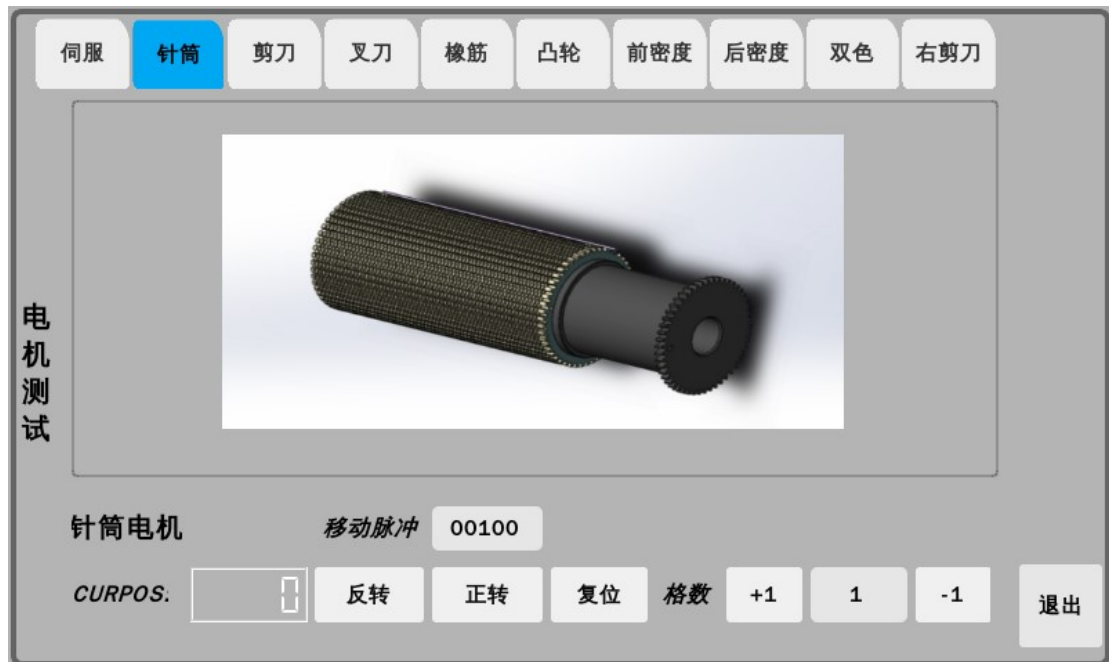 伺服 针筒 剪刀 叉刀 橡筋 凸轮 前密度 后密度 双色 右剪刀
电机测试
针筒电机 移动脉冲 00100
CURPOS: 0 反转 正转 复位 格数 +1 1 -1
退出